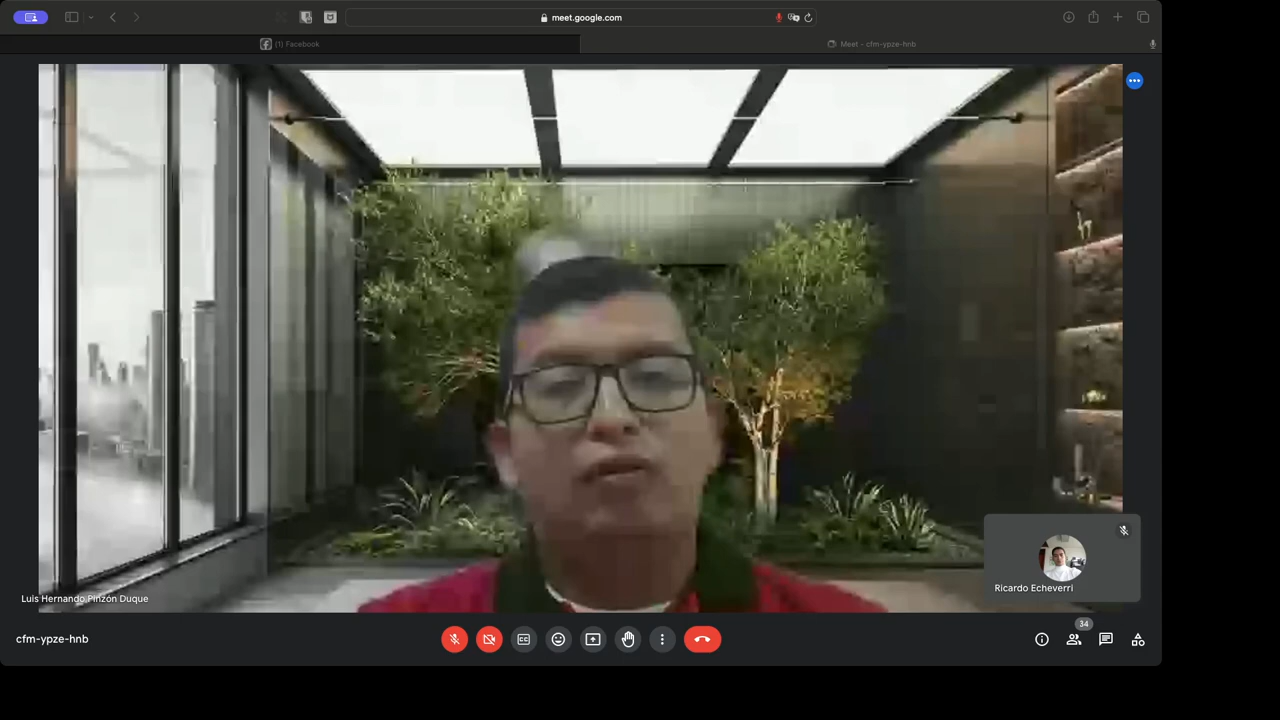 meet.google.com
(1) Facebook
Meet - cfm-ypze-hnb
Luis Hernando Pinzón Duque
Ricardo Echeverri
cfm-ypze-hnb
CC
34